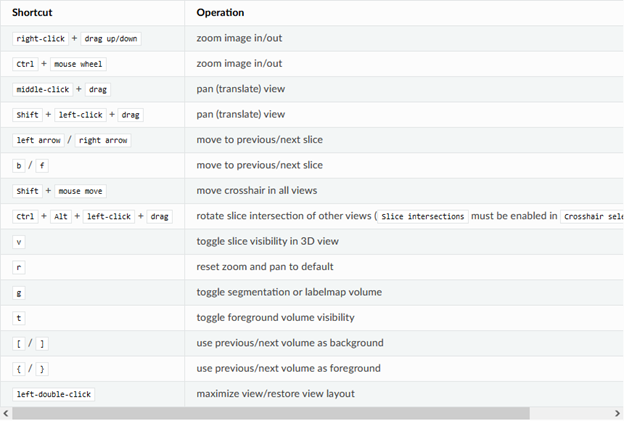 Shortcut Operation
right-click + drag up/down zoom image in/out
Ctrl + mouse wheel zoom image in/out
middle-click + drag pan (translate) view
Shift + left-click + drag pan (translate) view
left arrow / right arrow move to previous/next slice
b / f move to previous/next slice
Shift + mouse move move crosshair in all views
Ctrl + Alt + left-click + drag rotate slice intersection of other views ( Slice intersections must be enabled in Crosshair sele
v toggle slice visibility in 3D view
r reset zoom and pan to default
g toggle segmentation or labelmap volume
t toggle foreground volume visibility
[ / ] use previous/next volume as background
{ / } use previous/next volume as foreground
left-double-click maximize view/restore view layout